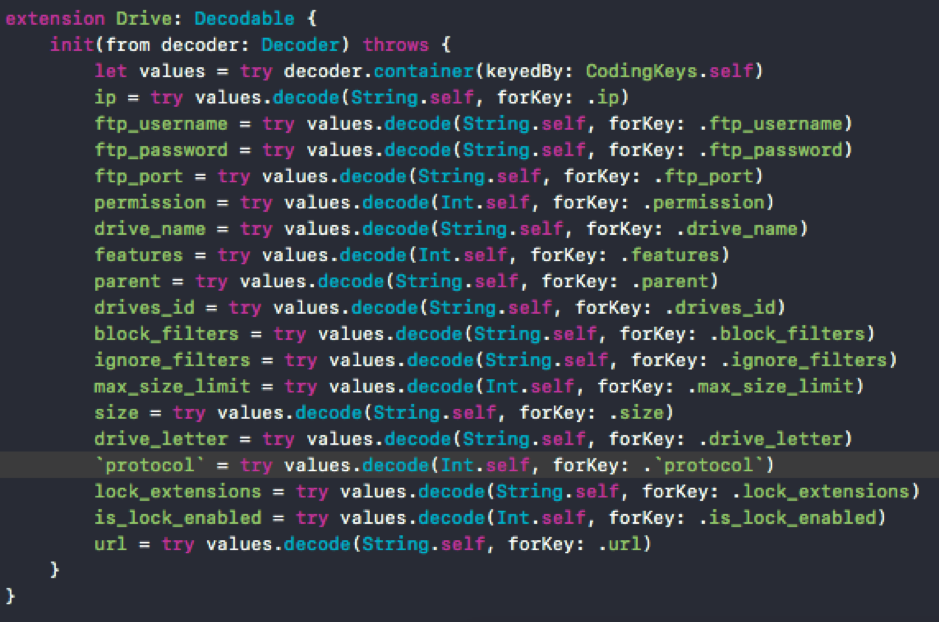 extension Drive: Decodable {
    init(from decoder: Decoder) throws {
        let values = try decoder.container(keyedBy: CodingKeys.self)
        ip = try values.decode(String.self, forKey: .ip)
        ftp_username = try values.decode(String.self, forKey: .ftp_username)
        ftp_password = try values.decode(String.self, forKey: .ftp_password)
        ftp_port = try values.decode(String.self, forKey: .ftp_port)
        permission = try values.decode(Int.self, forKey: .permission)
        drive_name = try values.decode(String.self, forKey: .drive_name)
        features = try values.decode(Int.self, forKey: .features)
        parent = try values.decode(String.self, forKey: .parent)
        drives_id = try values.decode(String.self, forKey: .drives_id)
        block_filters = try values.decode(String.self, forKey: .block_filters)
        ignore_filters = try values.decode(String.self, forKey: .ignore_filters)
        max_size_limit = try values.decode(Int.self, forKey: .max_size_limit)
        size = try values.decode(String.self, forKey: .size)
        drive_letter = try values.decode(String.self, forKey: .drive_letter)
        `protocol` = try values.decode(Int.self, forKey: .`protocol`)
        lock_extensions = try values.decode(String.self, forKey: .lock_extensions)
        is_lock_enabled = try values.decode(Int.self, forKey: .is_lock_enabled)
        url = try values.decode(String.self, forKey: .url)
    }
}